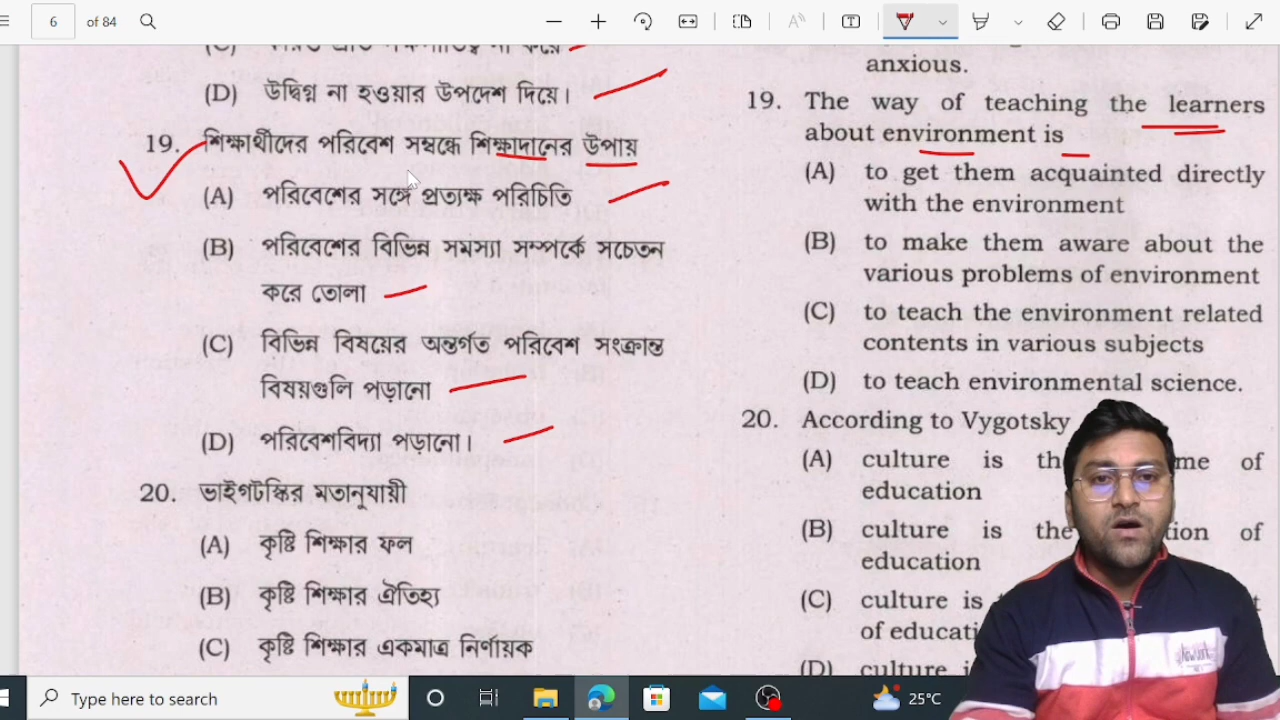 6 of 84
(D) উদ্বিগ্ন না হওয়ার উপদেশ দিয়ে।
19. শিক্ষার্থীদের পরিবেশ সম্বন্ধে শিক্ষাদানের উপায়
(A) পরিবেশের সঙ্গে প্রত্যক্ষ পরিচিতি
(B) পরিবেশের বিভিন্ন সমস্যা সম্পর্কে সচেতন
করে তোলা
(C) বিভিন্ন বিষয়ের অন্তর্গত পরিবেশ সংক্রান্ত
বিষয়গুলি পড়ানো
(D) পরিবেশবিদ্যা পড়ানো।
20. ভাইগটস্কির মতানুযায়ী
(A) কৃষ্টি শিক্ষার ফল
(B) কৃষ্টি শিক্ষার ঐতিহ্য
(C) কৃষ্টি শিক্ষার একমাত্র নির্ণায়ক
anxious.
19. The way of teaching the learners
about environment is
(A) to get them acquainted directly
with the environment
(B) to make them aware about the
various problems of environment
(C) to teach the environment related
contents in various subjects
(D) to teach environmental science.
20. According to Vygotsky
(A) culture is of
education
(B) culture is the of
education
(C) culture is
of
(D) culture
Type here to search
25°C